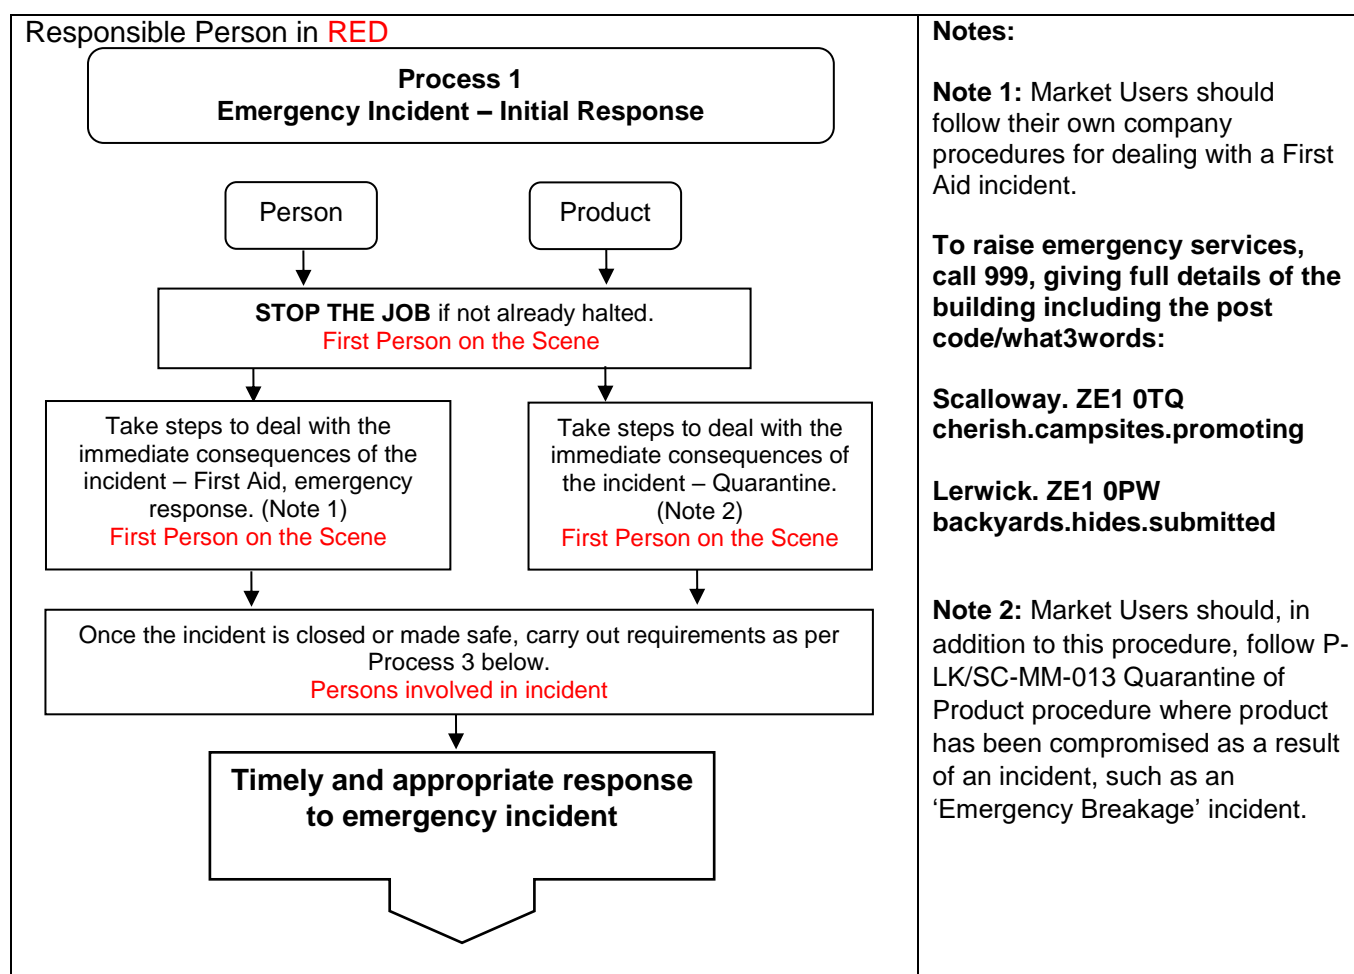 Responsible Person in RED
Process 1
Emergency Incident – Initial Response
Person
Product
STOP THE JOB if not already halted.
First Person on the Scene
Take steps to deal with the
immediate consequences of the
incident – First Aid, emergency
response. (Note 1)
First Person on the Scene
Take steps to deal with the
immediate consequences of
the incident – Quarantine.
(Note 2)
First Person on the Scene
Once the incident is closed or made safe, carry out requirements as per
Process 3 below.
Persons involved in incident
Timely and appropriate response
to emergency incident
Notes:
Note 1: Market Users should
follow their own company
procedures for dealing with a First
Aid incident.
To raise emergency services,
call 999, giving full details of the
building including the post
code/what3words:
Scalloway. ZE1 0TQ
cherish.campsites.promoting
Lerwick. ZE1 0PW
backyards.hides.submitted
Note 2: Market Users should, in
addition to this procedure, follow P-
LK/SC-MM-013 Quarantine of
Product procedure where product
has been compromised as a result
of an incident, such as an
‘Emergency Breakage’ incident.